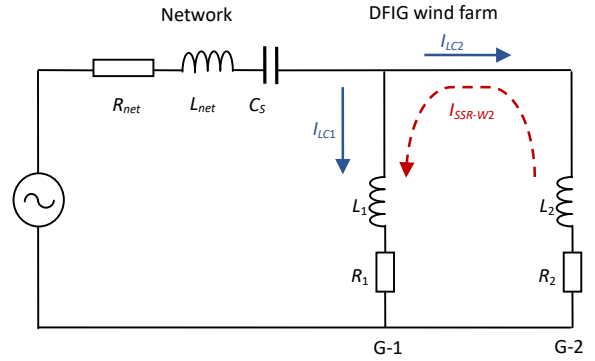 Network
DFIG wind farm
I_LC2
R_net
L_net
C_S
I_LC1
I_SSR-W2
L_1
L_2
R_1
R_2
G-1
G-2